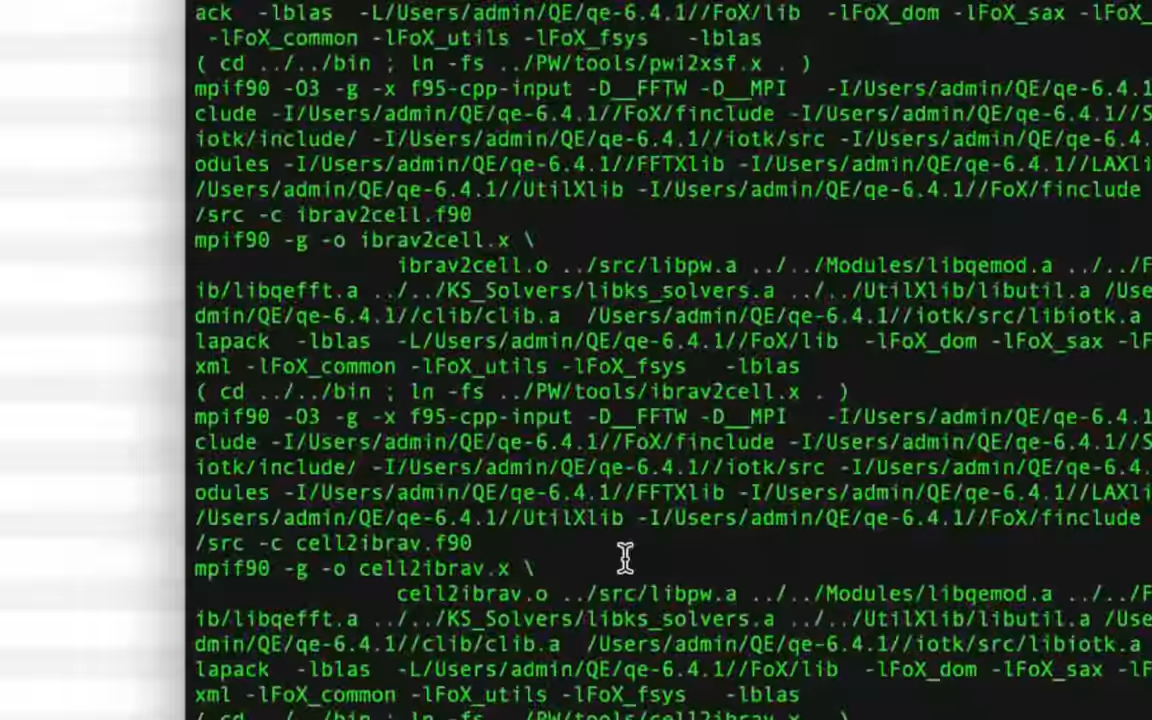 ack  -lblas  -L/Users/admin/QE/qe-6.4.1//FoX/lib  -lFoX_dom -lFoX_sax -lFoX_
-lFoX_common -lFoX_utils -lFoX_fsys   -lblas
( cd ../../bin ; ln -fs ../PW/tools/pwi2xsf.x . )
mpif90 -O3 -g -x f95-cpp-input -D__FFTW -D__MPI   -I/Users/admin/QE/qe-6.4.1
clude -I/Users/admin/QE/qe-6.4.1//FoX/finclude -I/Users/admin/QE/qe-6.4.1//S
iotk/include/ -I/Users/admin/QE/qe-6.4.1//iotk/src -I/Users/admin/QE/qe-6.4.
odules -I/Users/admin/QE/qe-6.4.1//FFTXlib -I/Users/admin/QE/qe-6.4.1//LAXli
/Users/admin/QE/qe-6.4.1//UtilXlib -I/Users/admin/QE/qe-6.4.1//FoX/finclude
/src -c ibrav2cell.f90
mpif90 -g -o ibrav2cell.x \
ibrav2cell.o ../src/libpw.a ../../Modules/libqemod.a ../../F
ib/libqefft.a ../../KS_Solvers/libks_solvers.a ../../UtilXlib/libutil.a /Use
dmin/QE/qe-6.4.1//clib/clib.a  /Users/admin/QE/qe-6.4.1//iotk/src/libiotk.a
lapack  -lblas  -L/Users/admin/QE/qe-6.4.1//FoX/lib  -lFoX_dom -lFoX_sax -lF
xml -lFoX_common -lFoX_utils -lFoX_fsys   -lblas
( cd ../../bin ; ln -fs ../PW/tools/ibrav2cell.x . )
mpif90 -O3 -g -x f95-cpp-input -D__FFTW -D__MPI   -I/Users/admin/QE/qe-6.4.1
clude -I/Users/admin/QE/qe-6.4.1//FoX/finclude -I/Users/admin/QE/qe-6.4.1//S
iotk/include/ -I/Users/admin/QE/qe-6.4.1//iotk/src -I/Users/admin/QE/qe-6.4.
odules -I/Users/admin/QE/qe-6.4.1//FFTXlib -I/Users/admin/QE/qe-6.4.1//LAXli
/Users/admin/QE/qe-6.4.1//UtilXlib -I/Users/admin/QE/qe-6.4.1//FoX/finclude
/src -c cell2ibrav.f90
mpif90 -g -o cell2ibrav.x \
cell2ibrav.o ../src/libpw.a ../../Modules/libqemod.a ../../F
ib/libqefft.a ../../KS_Solvers/libks_solvers.a ../../UtilXlib/libutil.a /Use
dmin/QE/qe-6.4.1//clib/clib.a  /Users/admin/QE/qe-6.4.1//iotk/src/libiotk.a
lapack  -lblas  -L/Users/admin/QE/qe-6.4.1//FoX/lib  -lFoX_dom -lFoX_sax -lF
xml -lFoX_common -lFoX_utils -lFoX_fsys   -lblas
( cd ../../bin ; ln -fs ../PW/tools/cell2ibrav.x . )